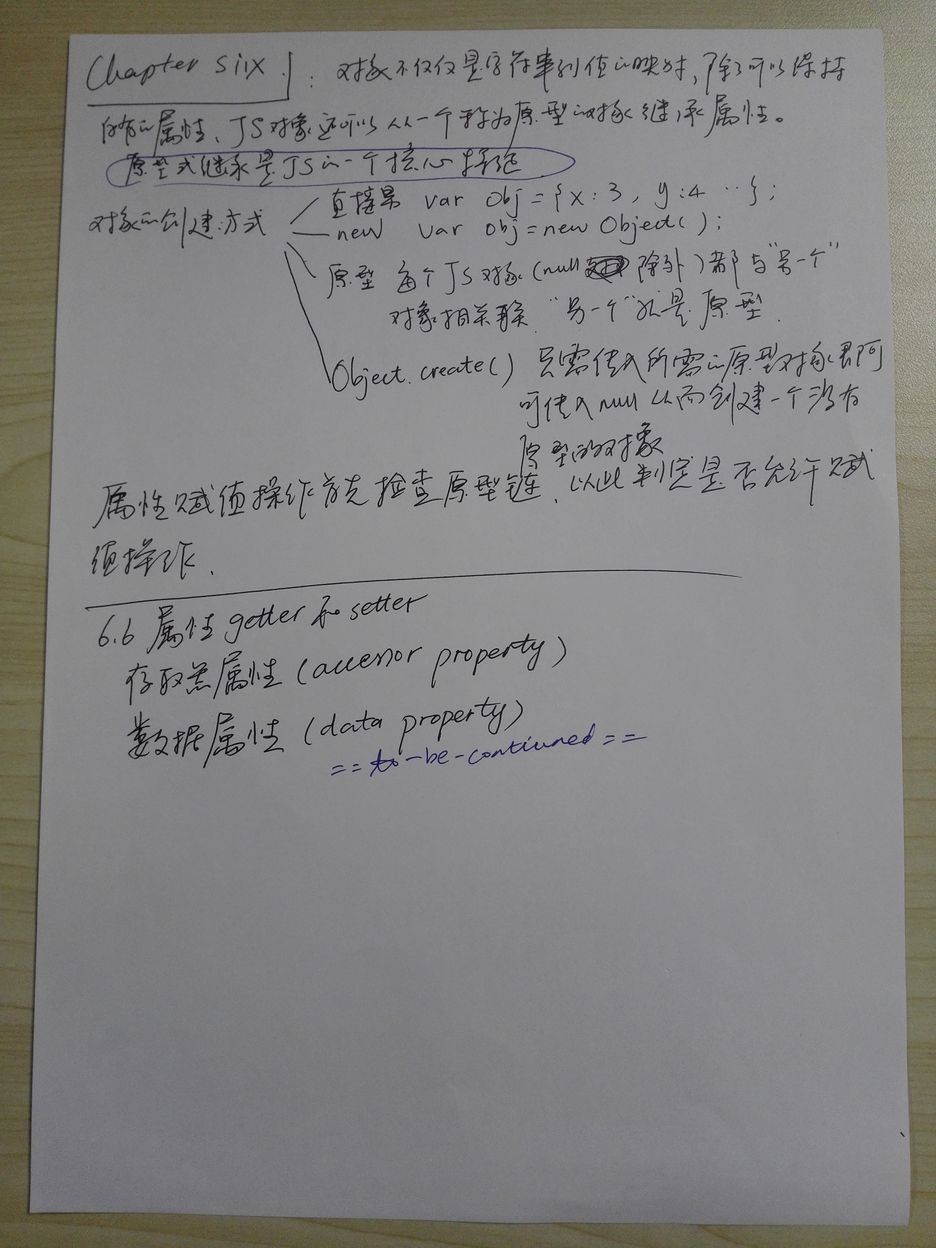 Chapter siix. : 对象不仅仅是字符串到值的映射,除了可以保持
自有的属性、JS对象还可以从一个称为原型的对象继承属性。
原型式继承是JS的一个核心特征
对象的创建方式
直接量 var obj = {x:3, y:4 …};
new var obj = new Object();
原型 每个JS对象(null 除外)都与"另一个"
对象相关联."另一个"就是原型.
Object.create() 只需传入所需的原型对象即可
可传入null 从而创建一个没有
原型的对象
属性赋值操作首先检查原型链,以此判定是否允许赋
值操作.
6.6 属性 getter 和 setter
存取器属性 (accessor property)
数据属性 (data property)
==to-be-contiuned==